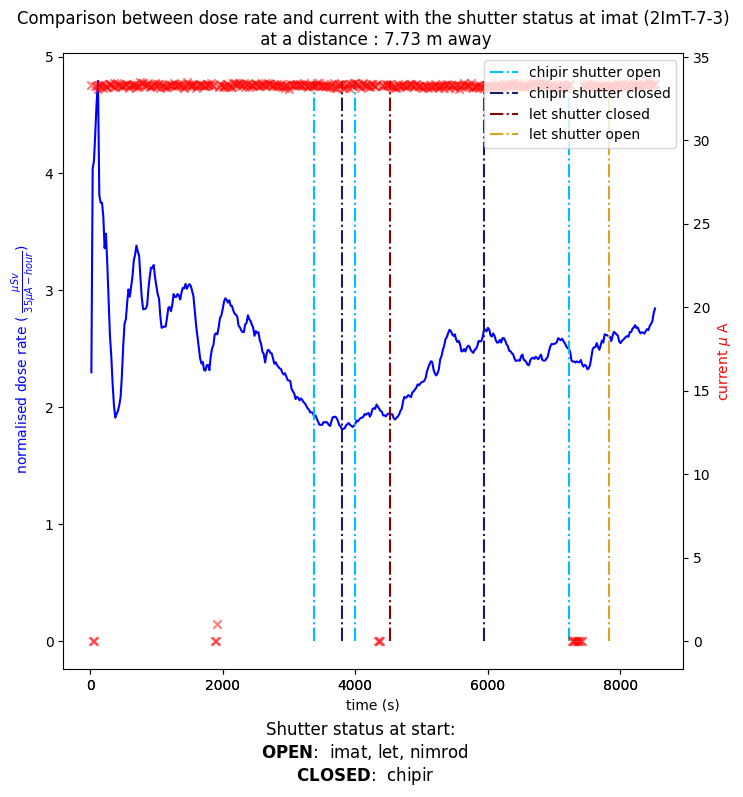 Comparison between dose rate and current with the shutter status at imat (2ImT-7-3)
at a distance : 7.73 m away
chipir shutter open
chipir shutter closed
let shutter closed
let shutter open
5
4
3
2
1
0
35
30
25
20
15
10
5
0
normalised dose rate ( μSv / 35μA − hour )
current μ A
0 2000 4000 6000 8000
time (s)
Shutter status at start:
OPEN: imat, let, nimrod
CLOSED: chipir